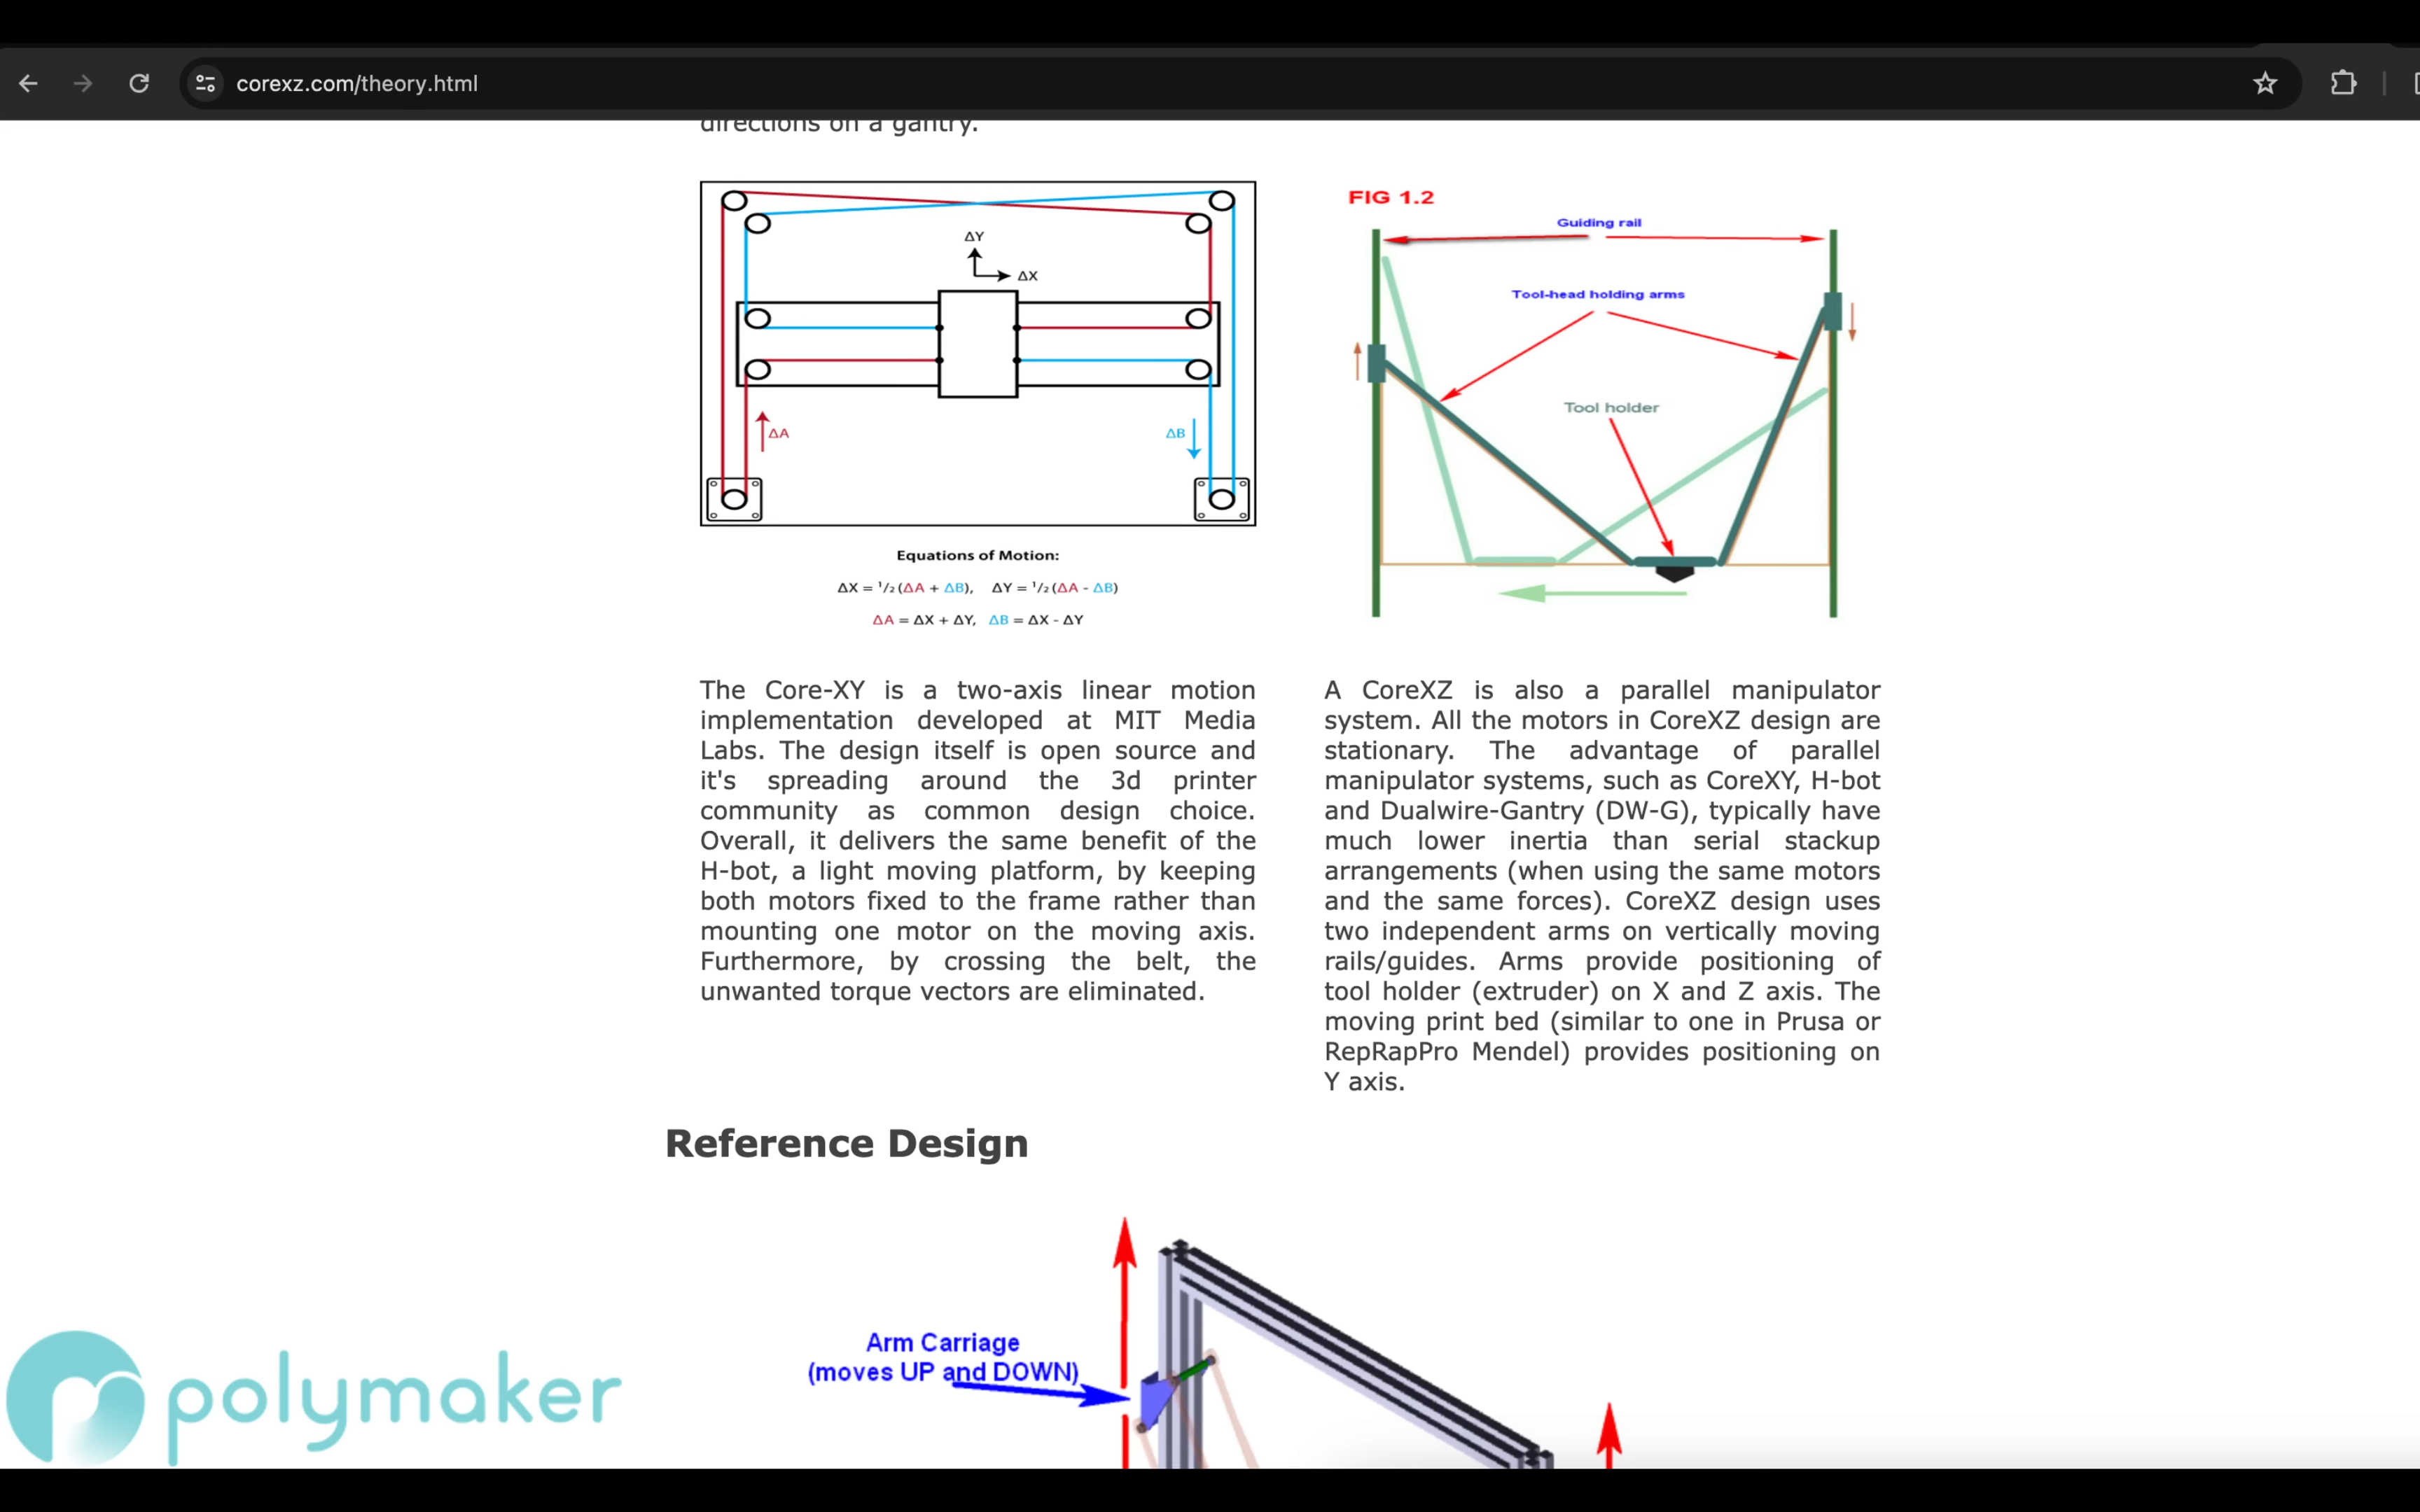 corexz.com/theory.html
directions on a gantry.
ΔY
ΔX
ΔA
ΔB
Equations of Motion:
ΔX = ¹/₂ (ΔA + ΔB), ΔY = ¹/₂ (ΔA - ΔB)
ΔA = ΔX + ΔY, ΔB = ΔX - ΔY
The Core-XY is a two-axis linear motion
implementation developed at MIT Media
Labs. The design itself is open source and
it's spreading around the 3d printer
community as common design choice.
Overall, it delivers the same benefit of the
H-bot, a light moving platform, by keeping
both motors fixed to the frame rather than
mounting one motor on the moving axis.
Furthermore, by crossing the belt, the
unwanted torque vectors are eliminated.
FIG 1.2
Guiding rail
Tool-head holding arms
Tool holder
A CoreXZ is also a parallel manipulator
system. All the motors in CoreXZ design are
stationary. The advantage of parallel
manipulator systems, such as CoreXY, H-bot
and Dualwire-Gantry (DW-G), typically have
much lower inertia than serial stackup
arrangements (when using the same motors
and the same forces). CoreXZ design uses
two independent arms on vertically moving
rails/guides. Arms provide positioning of
tool holder (extruder) on X and Z axis. The
moving print bed (similar to one in Prusa or
RepRapPro Mendel) provides positioning on
Y axis.
Reference Design
Arm Carriage
(moves UP and DOWN)
polymaker